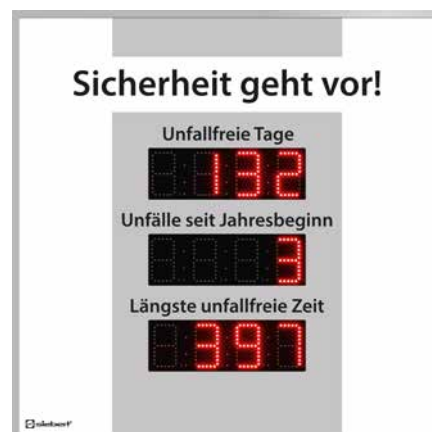 Sicherheit geht vor!
Unfallfreie Tage
132
Unfälle seit Jahresbeginn
3
Längste unfallfreie Zeit
397
siebert